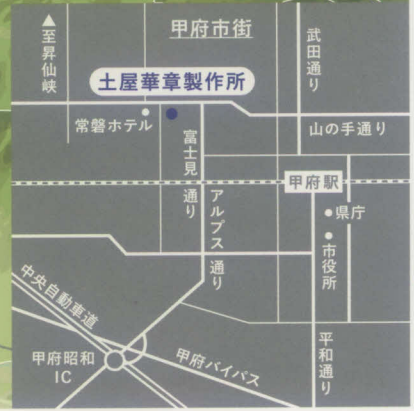 ▲至昇仙峡
甲府市街
武田通り
土屋華章製作所
常磐ホテル
山の手通り
富士見通り
甲府駅
アルプス通り
県庁
市役所
中央自動車道
平和通り
甲府昭和
IC
甲府バイパス